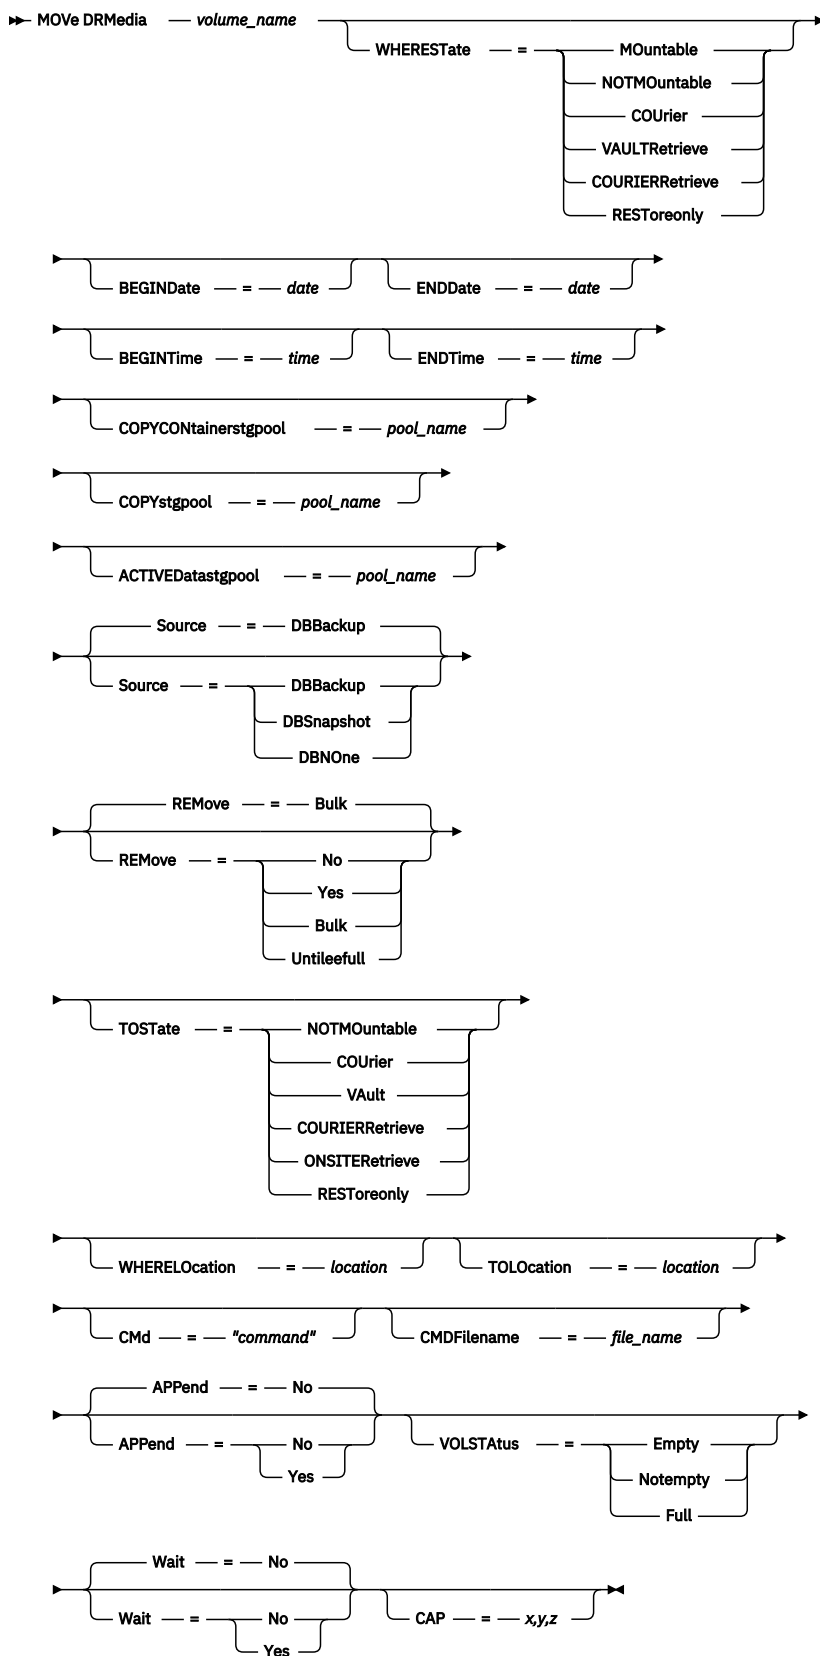 MOVe DRMedia volume_name
WHERESTate = MOuntable
NOTMOuntable
COUrier
VAULTRetrieve
COURIERRetrieve
RESToreonly
BEGINDate = date ENDDate = date
BEGINTime = time ENDTime = time
COPYCONtainerstgpool = pool_name
COPYstgpool = pool_name
ACTIVEDatastgpool = pool_name
Source = DBBackup
Source = DBBackup
DBSnapshot
DBNOne
REMove = Bulk
REMove = No
Yes
Bulk
Untileefull
TOSTate = NOTMOuntable
COUrier
VAult
COURIERRetrieve
ONSITERetrieve
RESToreonly
WHERELOcation = location TOLOcation = location
CMd = "command" CMDFilename = file_name
APPend = No
APPend = No VOLSTAtus = Empty
Yes Notempty
Full
Wait = No
Wait = No CAP = x,y,z
Yes